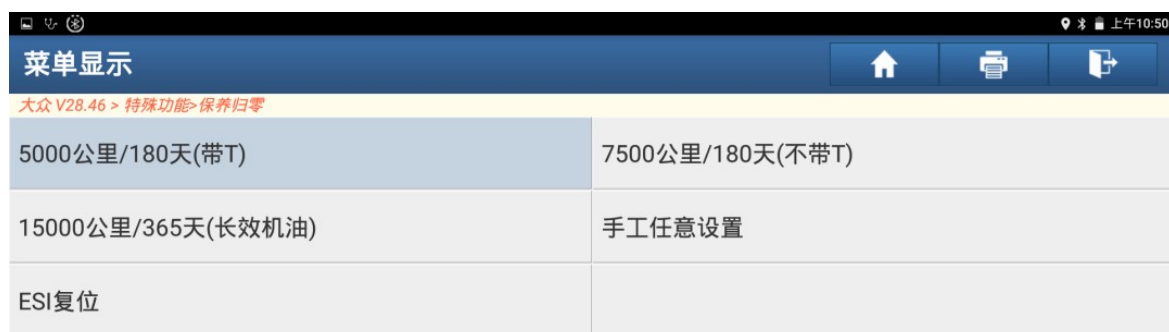 上午10:50
菜单显示
大众 V28.46 > 特殊功能>保养归零
5000公里/180天(带T)
7500公里/180天(不带T)
15000公里/365天(长效机油)
手工任意设置
ESI复位